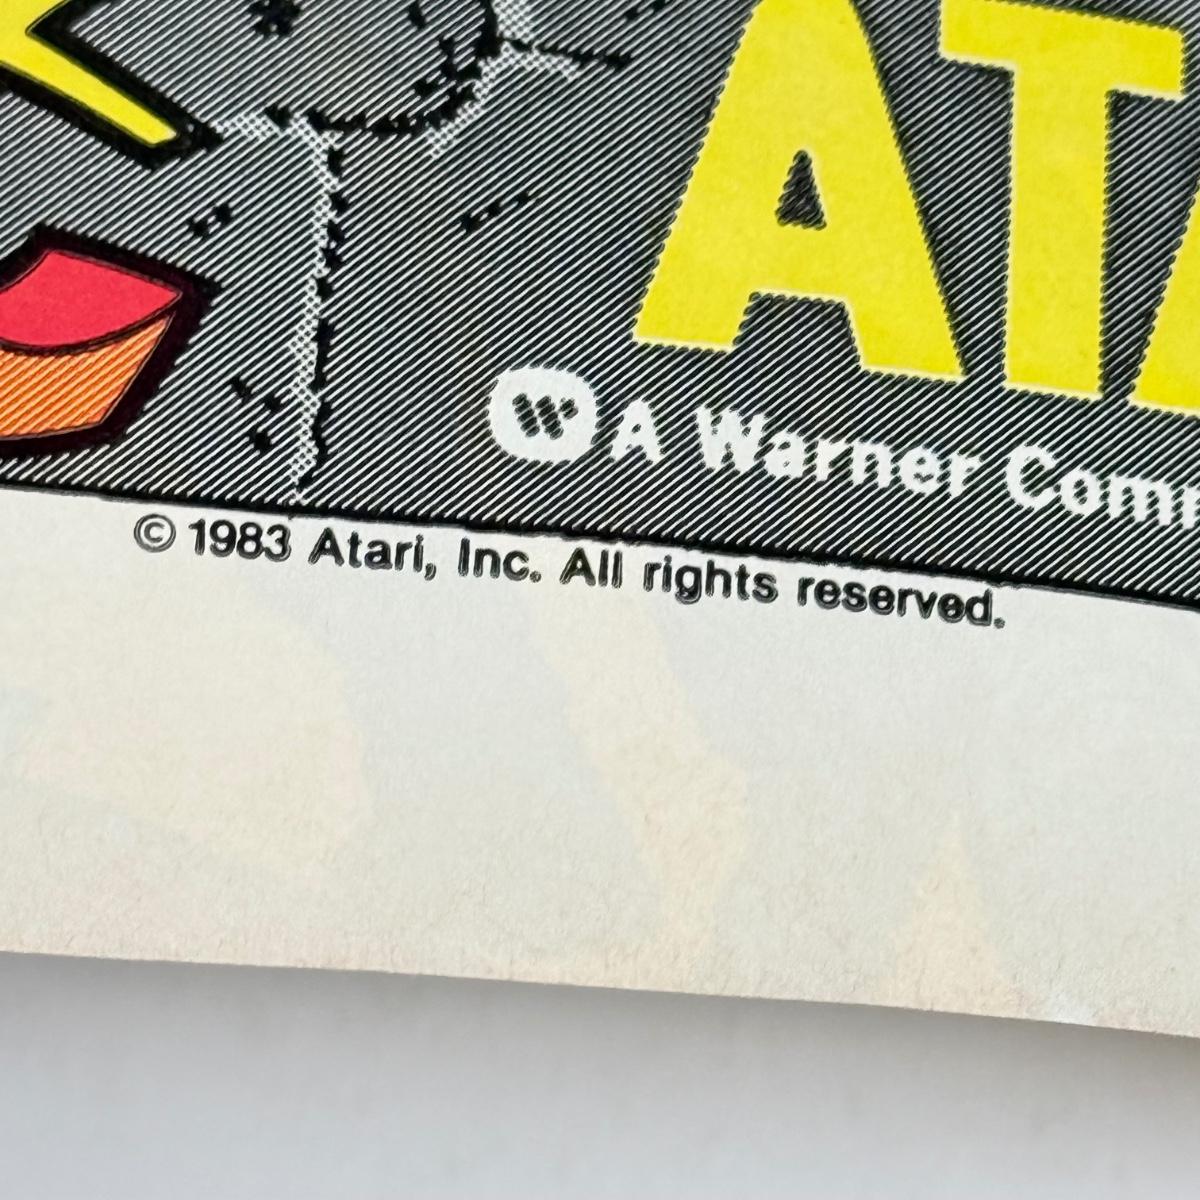 A Warner
© 1983 Atari, Inc. All rights reserved.